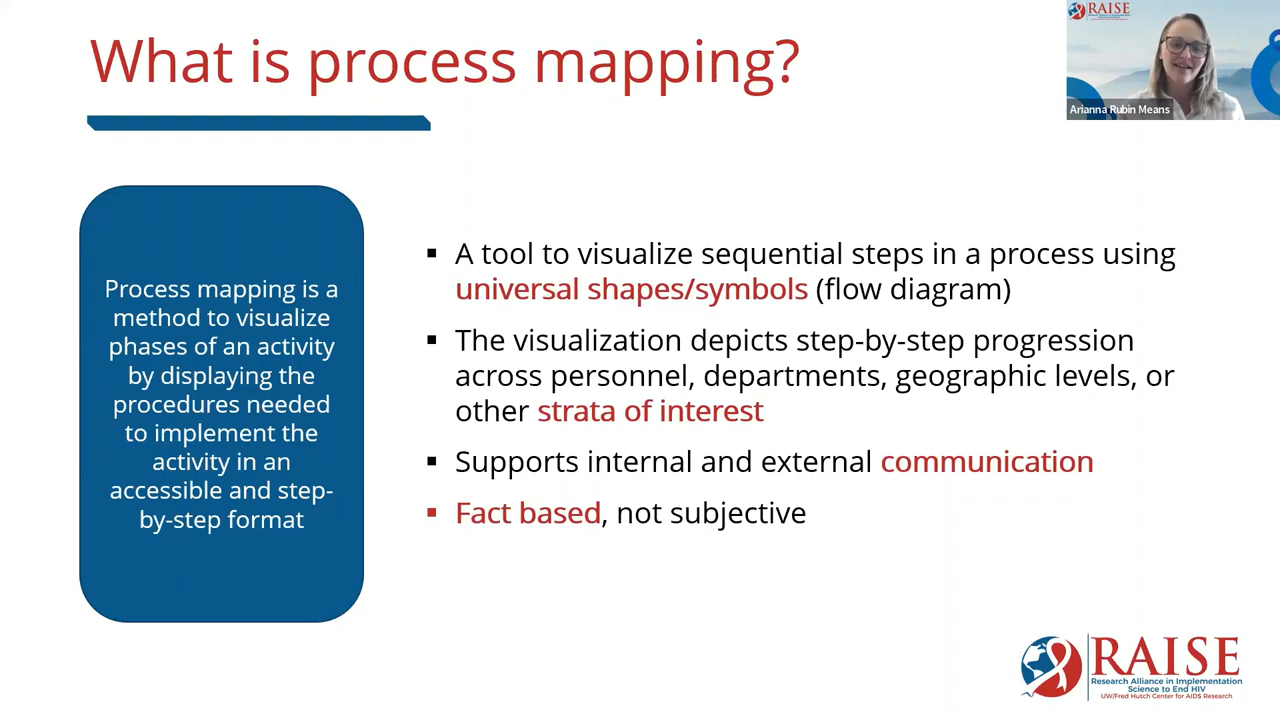 What is process mapping?
RAISE
Arianna Rubin Means
Process mapping is a
method to visualize
phases of an activity
by displaying the
procedures needed
to implement the
activity in an
accessible and step-
by-step format
▪ A tool to visualize sequential steps in a process using
universal shapes/symbols (flow diagram)
▪ The visualization depicts step-by-step progression
across personnel, departments, geographic levels, or
other strata of interest
▪ Supports internal and external communication
▪ Fact based, not subjective
RAISE
Research Alliance in Implementation
Science to End HIV
UW/Fred Hutch Center for AIDS Research